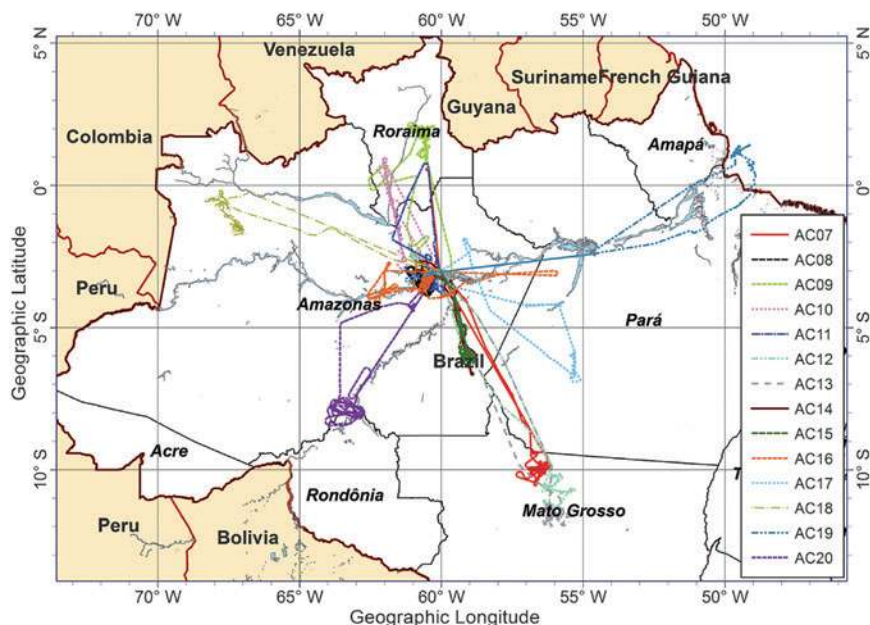 70° W 65° W 60° W 55° W 50° W
5° N
5° N
Venezuela
Suriname
French Guiana
Guyana
Colombia
Roraima
Amapá
0°
0°
Peru
Amazonas
Pará
5° S
5° S
Brazil
Acre
10° S
10° S
Rondônia
Mato Grosso
T
Peru
Bolivia
AC07
AC08
AC09
AC10
AC11
AC12
AC13
AC14
AC15
AC16
AC17
AC18
AC19
AC20
70° W 65° W 60° W 55° W 50° W
Geographic Longitude
Geographic Latitude